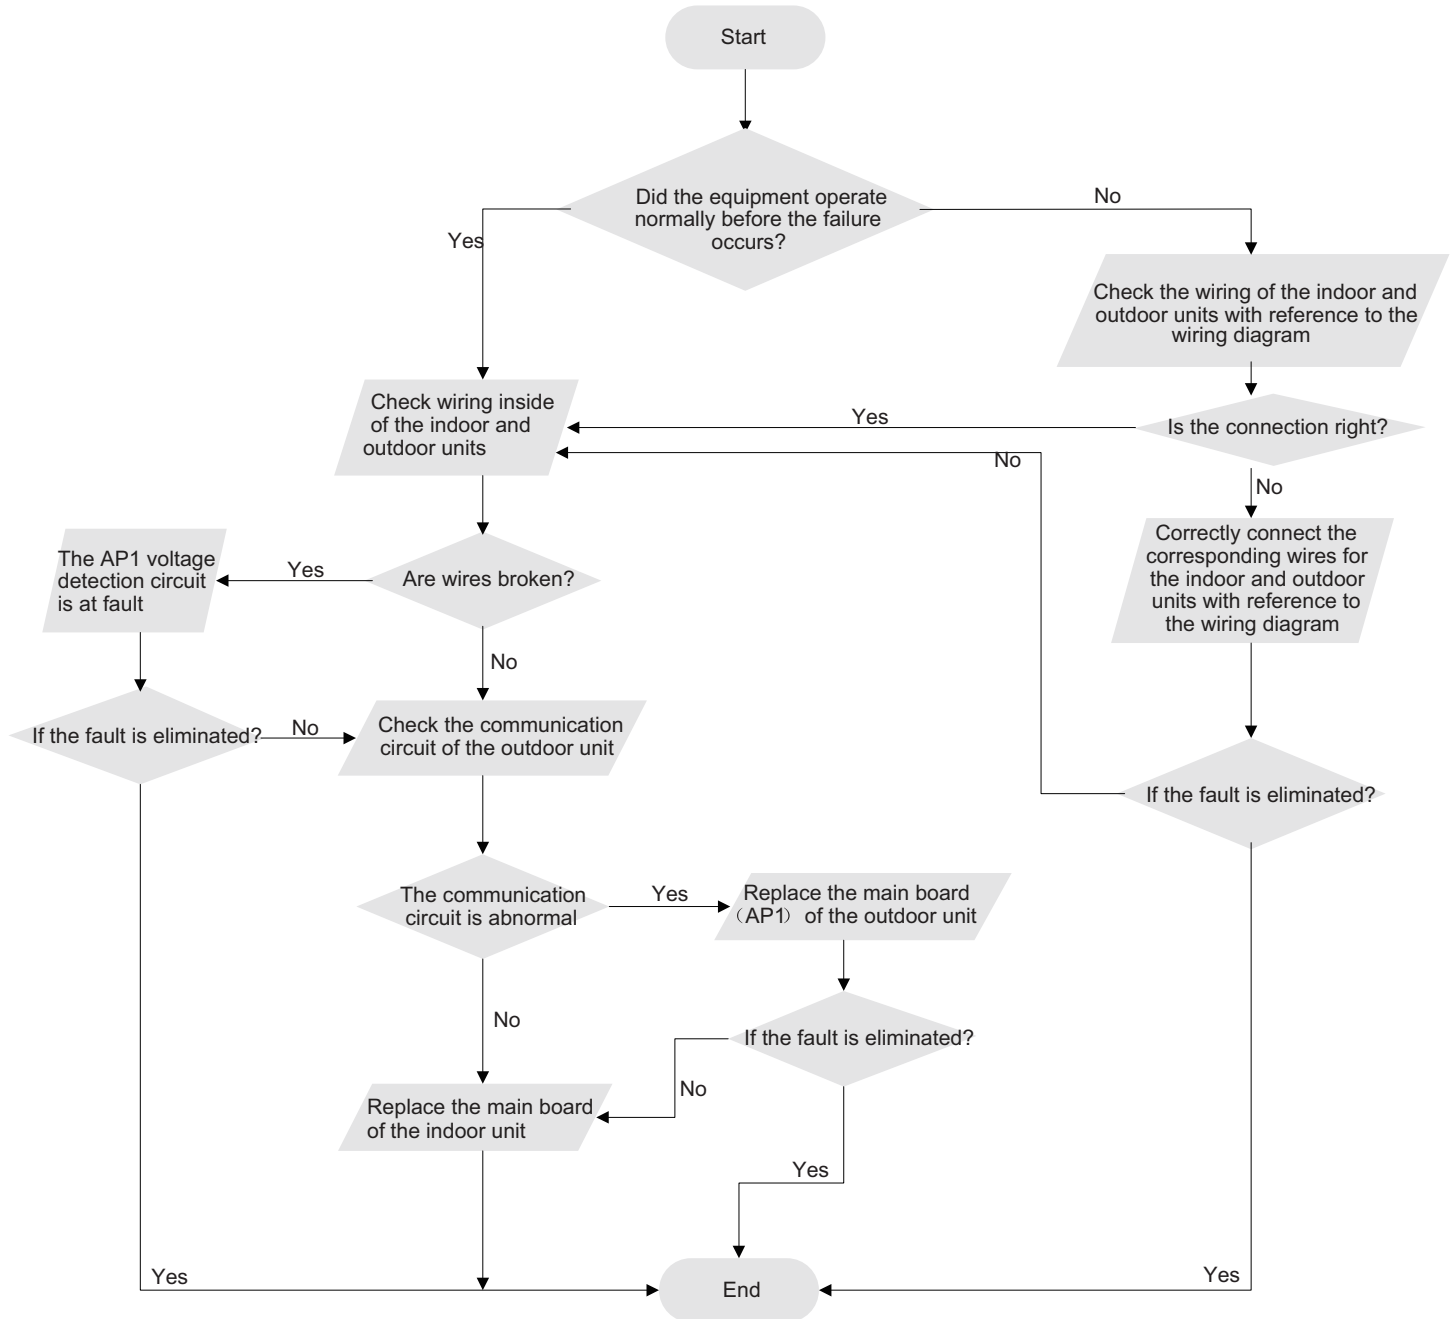 Start
Did the equipment operate
normally before the failure
occurs?
No
Yes
Check the wiring of the indoor and
outdoor units with reference to the
wiring diagram
Check wiring inside
of the indoor and
outdoor units
Yes
Is the connection right?
No
No
Correctly connect the
corresponding wires for
the indoor and outdoor
units with reference to
the wiring diagram
The AP1 voltage
detection circuit
is at fault
Yes
Are wires broken?
No
If the fault is eliminated?
No
Check the communication
circuit of the outdoor unit
If the fault is eliminated?
The communication
circuit is abnormal
Yes
Replace the main board
（AP1） of the outdoor unit
No
If the fault is eliminated?
No
Replace the main board
of the indoor unit
Yes
Yes
End
Yes